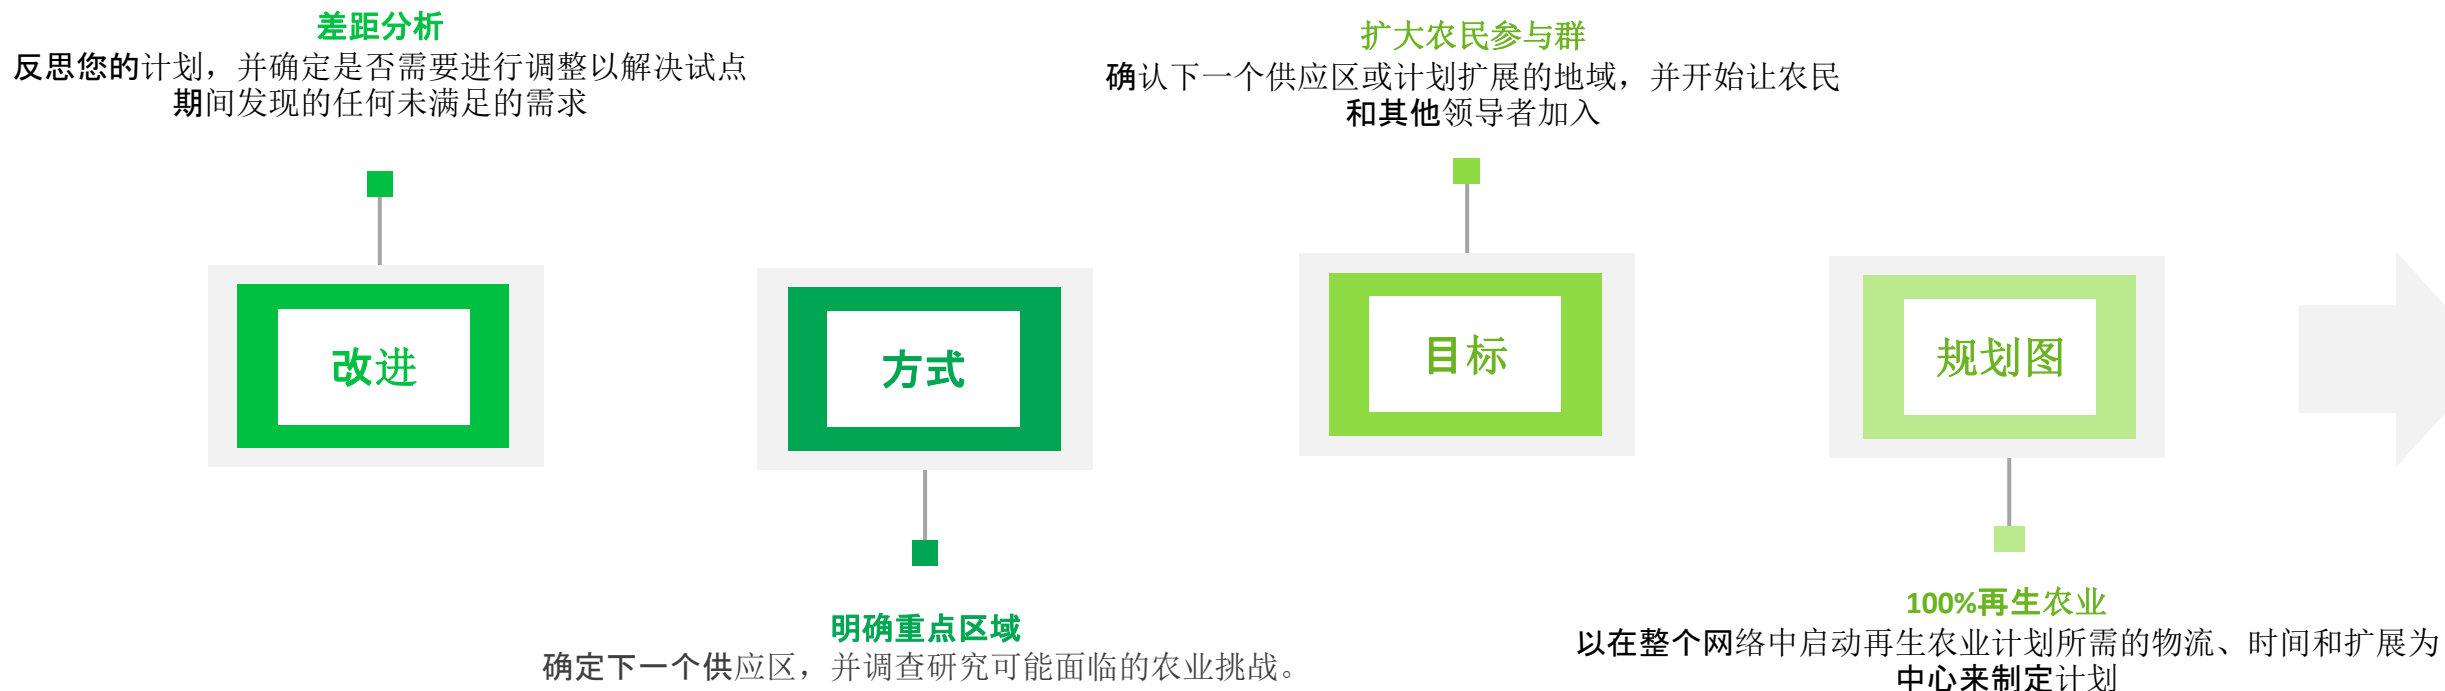 差距分析
反思您的计划，并确定是否需要进行调整以解决试点
期间发现的任何未满足的需求
扩大农民参与群
确认下一个供应区或计划扩展的地域，并开始让农民
和其他领导者加入
改进
方式
目标
规划图
明确重点区域
确定下一个供应区，并调查研究可能面临的农业挑战。
100%再生农业
以在整个网络中启动再生农业计划所需的物流、时间和扩展为
中心来制定计划